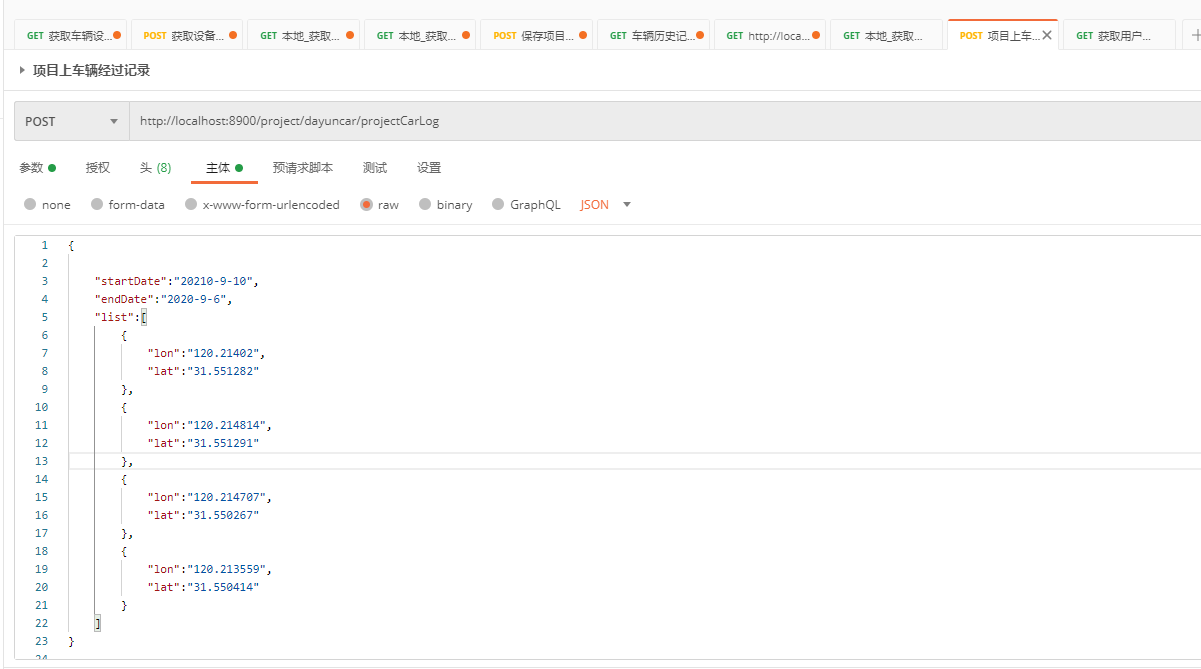 GET 获取车辆设... POST 获取设备... GET 本地_获取... GET 本地_获取... POST 保存项目... GET 车辆历史记... GET http://loca... GET 本地_获取... POST 项目上车... GET 获取用户...
项目上车辆经过记录
POST http://localhost:8900/project/dayuncar/projectCarLog
参数 授权 头 (8) 主体 预请求脚本 测试 设置
none form-data x-www-form-urlencoded raw binary GraphQL JSON
1 {
2
3 "startDate":"20210-9-10",
4 "endDate":"2020-9-6",
5 "list":[
6 {
7 "lon":"120.21402",
8 "lat":"31.551282"
9 },
10 {
11 "lon":"120.214814",
12 "lat":"31.551291"
13 },
14 {
15 "lon":"120.214707",
16 "lat":"31.550267"
17 },
18 {
19 "lon":"120.213559",
20 "lat":"31.550414"
21 }
22 ]
23 }
24